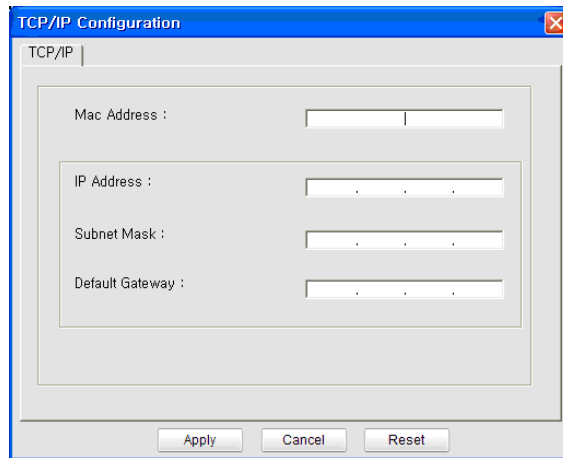 TCP/IP Configuration
TCP/IP
Mac Address :
IP Address :
. . .
Subnet Mask :
. . .
Default Gateway :
. . .
Apply Cancel Reset